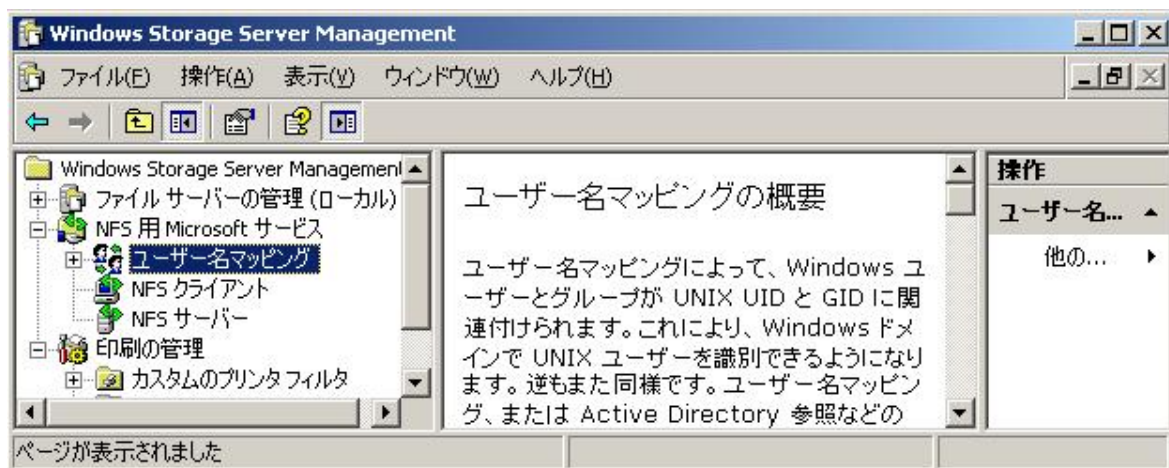 Windows Storage Server Management
ファイル(F) 操作(A) 表示(V) ウィンドウ(W) ヘルプ(H)
Windows Storage Server Management
ファイル サーバーの管理 (ローカル)
NFS 用 Microsoft サービス
ユーザー名マッピング
NFS クライアント
NFS サーバー
印刷の管理
カスタムのプリンタ フィルタ
ユーザー名マッピングの概要
ユーザー名マッピングによって、Windows ユ
ーザーとグループが UNIX UID と GID に関
連付けられます。これにより、Windows ドメ
インで UNIX ユーザーを識別できるようになり
ます。逆もまた同様です。ユーザー名マッピン
グ、または Active Directory 参照などの
操作
ユーザー名...
他の...
ページが表示されました